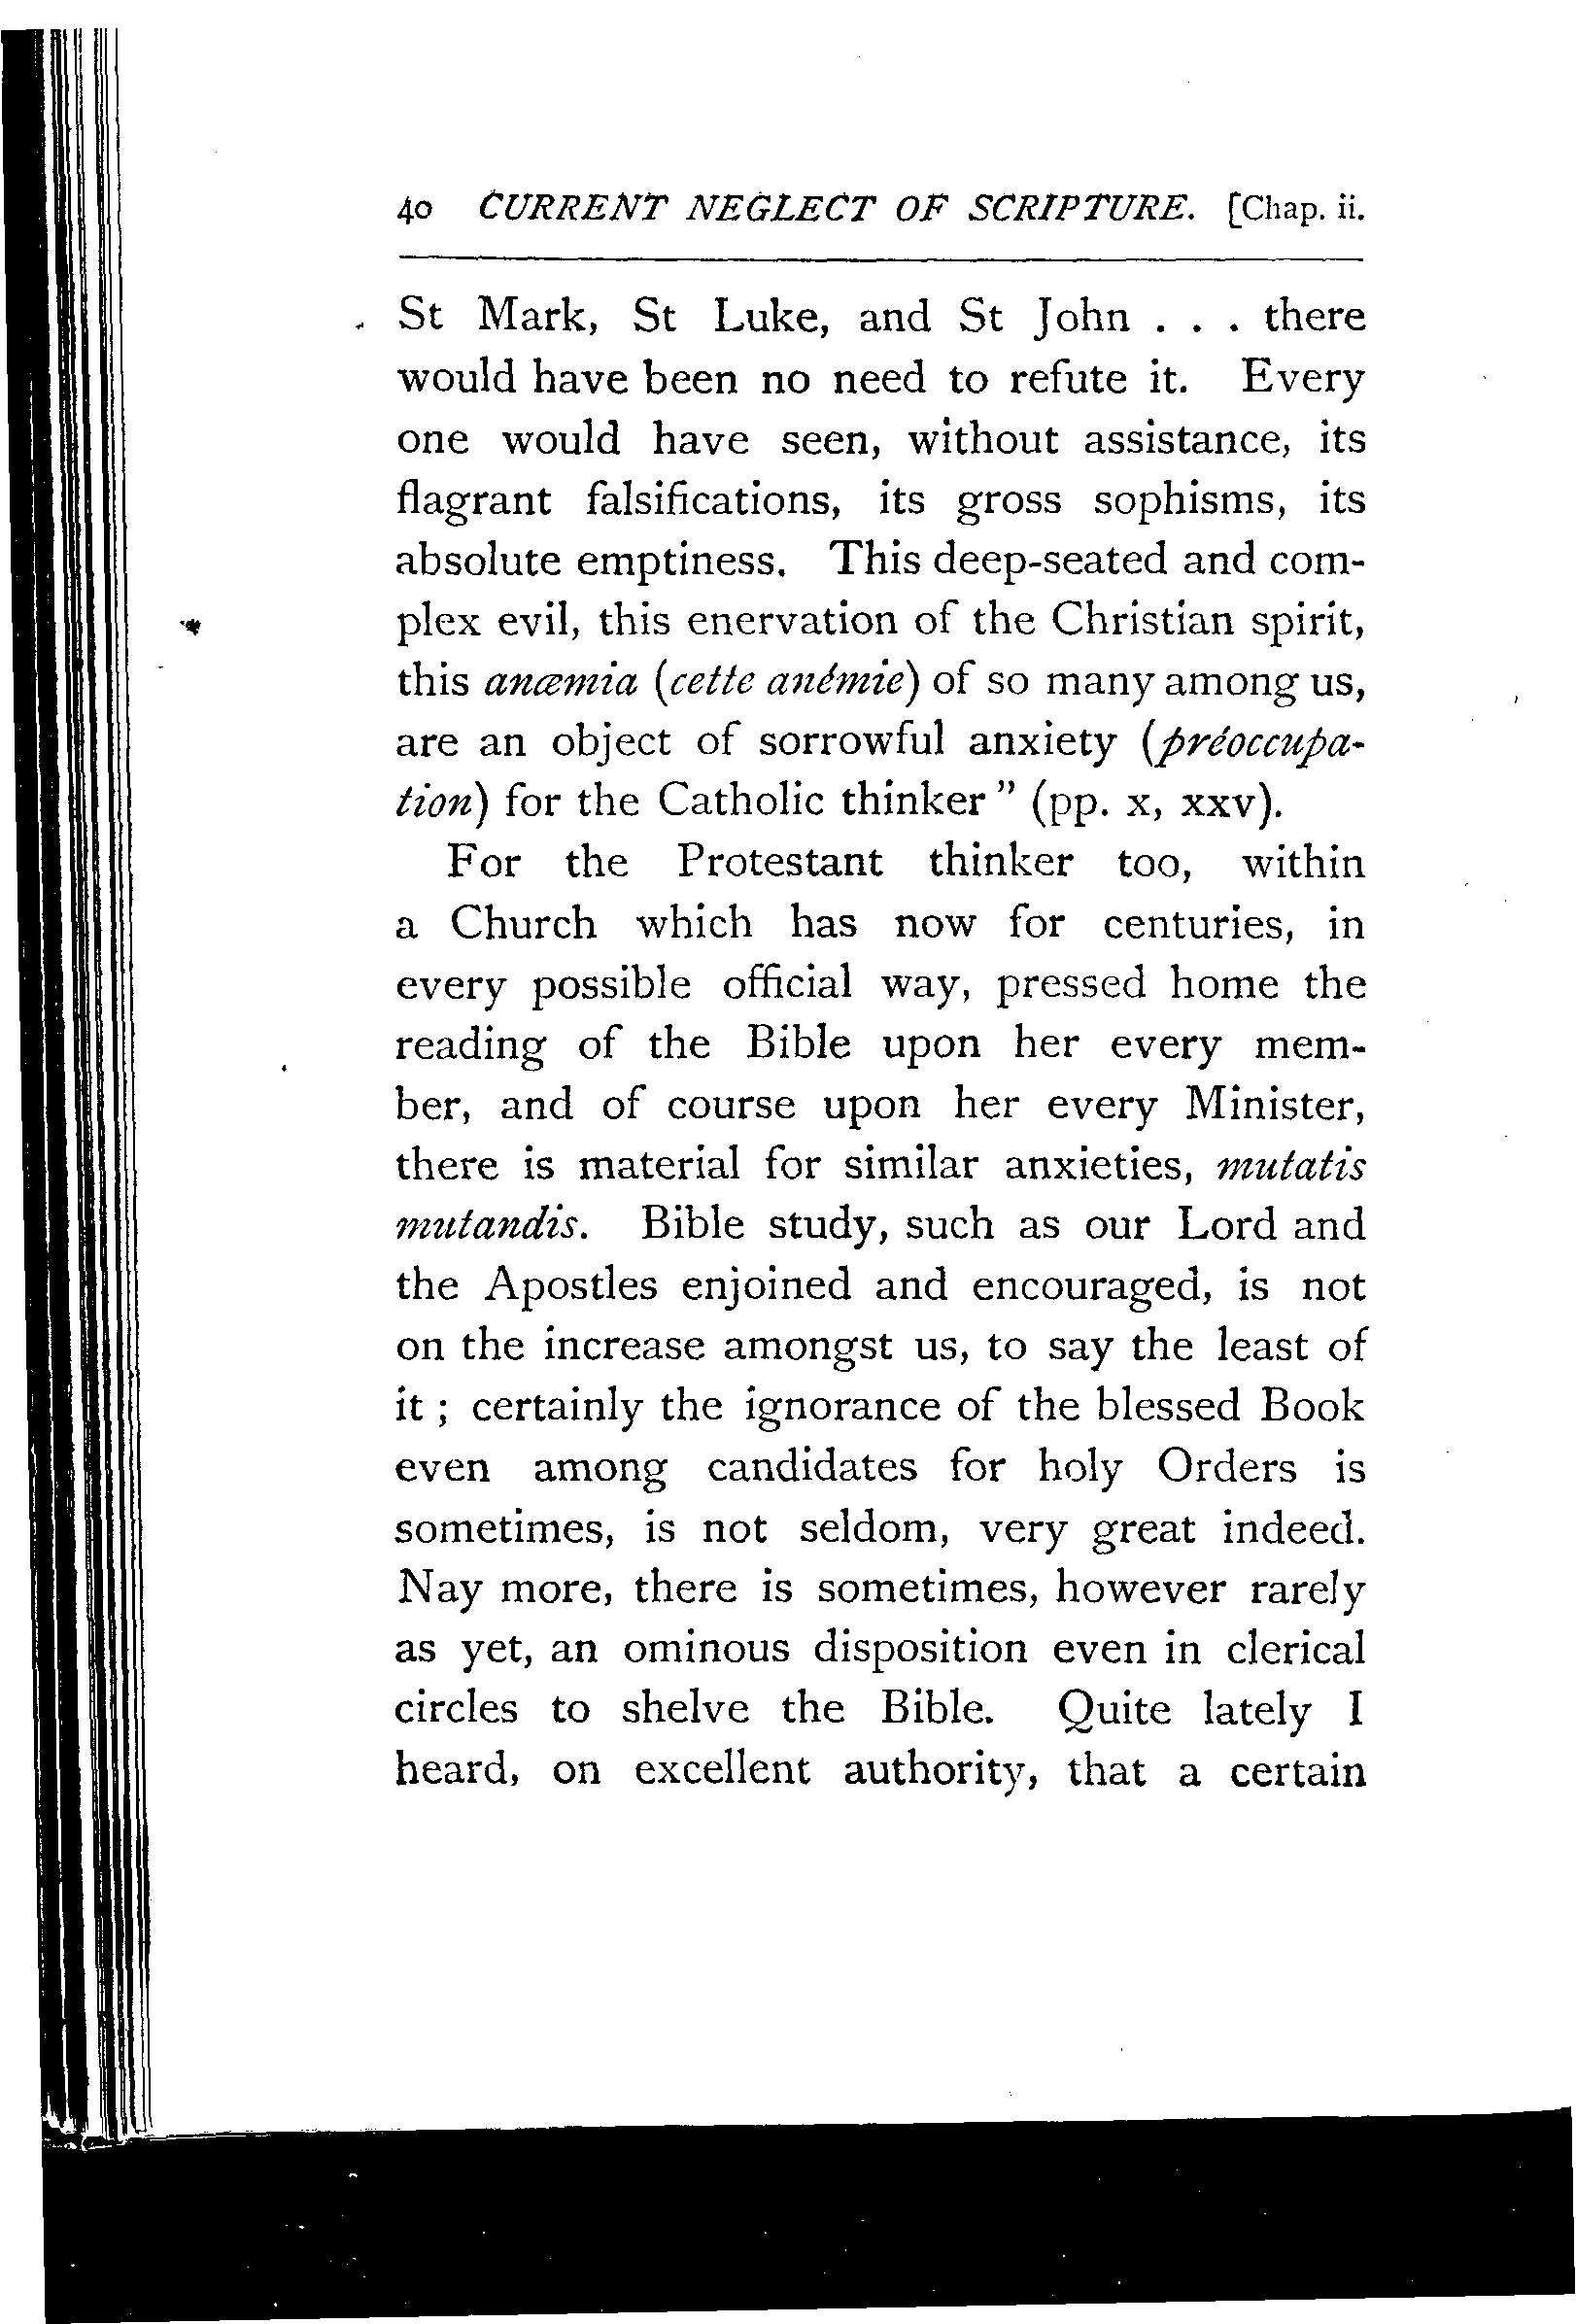 40 CURRENT NEGLECT OF SCRIPTURE. [Chap. ii.
St Mark, St Luke, and St John . . . there
would have been no need to refute it. Every
one would have seen, without assistance, its
flagrant falsifications, its gross sophisms, its
absolute emptiness. This deep-seated and com-
plex evil, this enervation of the Christian spirit,
this anæmia (cette anémie) of so many among us,
are an object of sorrowful anxiety (préoccupa-
tion) for the Catholic thinker" (pp. x, xxv).
For the Protestant thinker too, within
a Church which has now for centuries, in
every possible official way, pressed home the
reading of the Bible upon her every mem-
ber, and of course upon her every Minister,
there is material for similar anxieties, mutatis
mutandis. Bible study, such as our Lord and
the Apostles enjoined and encouraged, is not
on the increase amongst us, to say the least of
it ; certainly the ignorance of the blessed Book
even among candidates for holy Orders is
sometimes, is not seldom, very great indeed.
Nay more, there is sometimes, however rarely
as yet, an ominous disposition even in clerical
circles to shelve the Bible. Quite lately I
heard, on excellent authority, that a certain